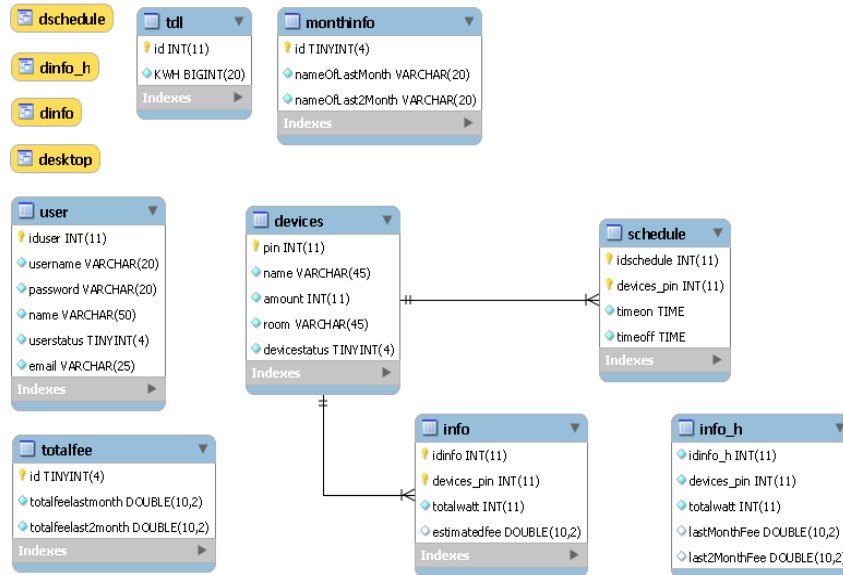 dschedule
dinfo_h
dinfo
desktop
tdl
id INT(11)
KWH BIGINT(20)
Indexes
monthinfo
id TINYINT(4)
nameOfLastMonth VARCHAR(20)
nameOfLast2Month VARCHAR(20)
Indexes
user
iduser INT(11)
username VARCHAR(20)
password VARCHAR(20)
name VARCHAR(50)
userstatus TINYINT(4)
email VARCHAR(25)
Indexes
devices
pin INT(11)
name VARCHAR(45)
amount INT(11)
room VARCHAR(45)
devicestatus TINYINT(4)
Indexes
schedule
idschedule INT(11)
devices_pin INT(11)
timeon TIME
timeoff TIME
Indexes
totalfee
id TINYINT(4)
totalfeelastmonth DOUBLE(10,2)
totalfeelast2month DOUBLE(10,2)
Indexes
info
idinfo INT(11)
devices_pin INT(11)
totalwatt INT(11)
estimatedfee DOUBLE(10,2)
Indexes
info_h
idinfo_h INT(11)
devices_pin INT(11)
totalwatt INT(11)
lastMonthFee DOUBLE(10,2)
last2MonthFee DOUBLE(10,2)